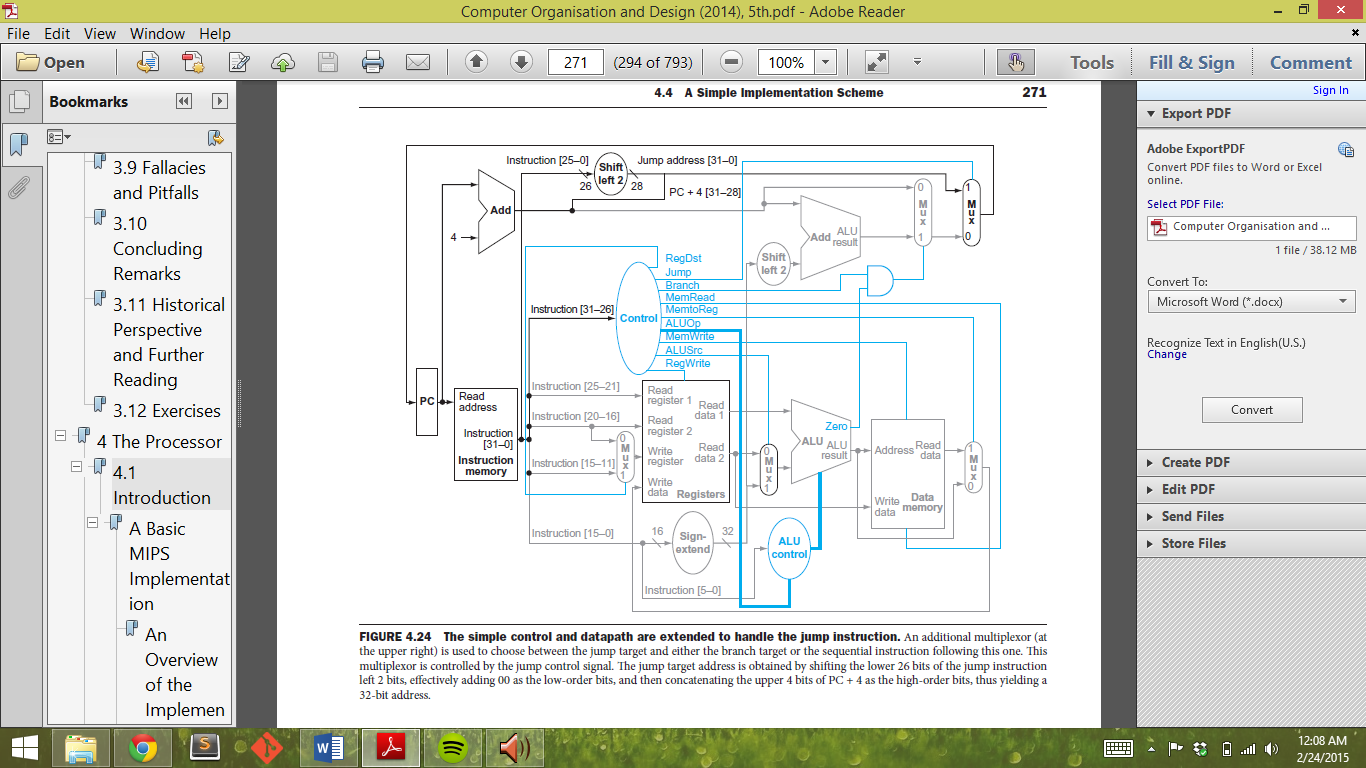 Computer Organisation and Design (2014), 5th.pdf - Adobe Reader
File Edit View Window Help
Open
271
(294 of 793)
100%
Tools
Fill & Sign
Comment
Bookmarks
3.9 Fallacies
and Pitfalls
3.10
Concluding
Remarks
3.11 Historical
Perspective
and Further
Reading
3.12 Exercises
4 The Processor
4.1
Introduction
A Basic
MIPS
Implementat
ion
An
Overview
of the
Implemen
4.4 A Simple Implementation Scheme 271
Instruction [25–0]
Shift
left 2
Jump address [31–0]
26
28
PC + 4 [31–28]
Add
4
0
M
u
x
1
1
M
u
x
0
Add
ALU
result
Shift
left 2
RegDst
Jump
Branch
MemRead
MemtoReg
ALUOp
MemWrite
ALUSrc
RegWrite
Instruction [31–26]
Control
PC
Read
address
Instruction
[31–0]
Instruction
memory
Instruction [25–21]
Instruction [20–16]
Instruction [15–11]
0
M
u
x
1
Read
register 1
Read
register 2
Write
register
Write
data
Read
data 1
Read
data 2
Registers
0
M
u
x
1
Zero
ALU
ALU
result
Address
Read
data
Write
data
Data
memory
1
M
u
x
0
Instruction [15–0]
16
Sign-
extend
32
ALU
control
Instruction [5–0]
FIGURE 4.24 The simple control and datapath are extended to handle the jump instruction. An additional multiplexor (at
the upper right) is used to choose between the jump target and either the branch target or the sequential instruction following this one. This
multiplexor is controlled by the jump control signal. The jump target address is obtained by shifting the lower 26 bits of the jump instruction
left 2 bits, effectively adding 00 as the low-order bits, and then concatenating the upper 4 bits of PC + 4 as the high-order bits, thus yielding a
32-bit address.
Sign In
Export PDF
Adobe ExportPDF
Convert PDF files to Word or Excel
online.
Select PDF File:
Computer Organisation and ...
1 file / 38.12 MB
Convert To:
Microsoft Word (*.docx)
Recognize Text in English(U.S.)
Change
Convert
Create PDF
Edit PDF
Send Files
Store Files
12:08 AM
2/24/2015